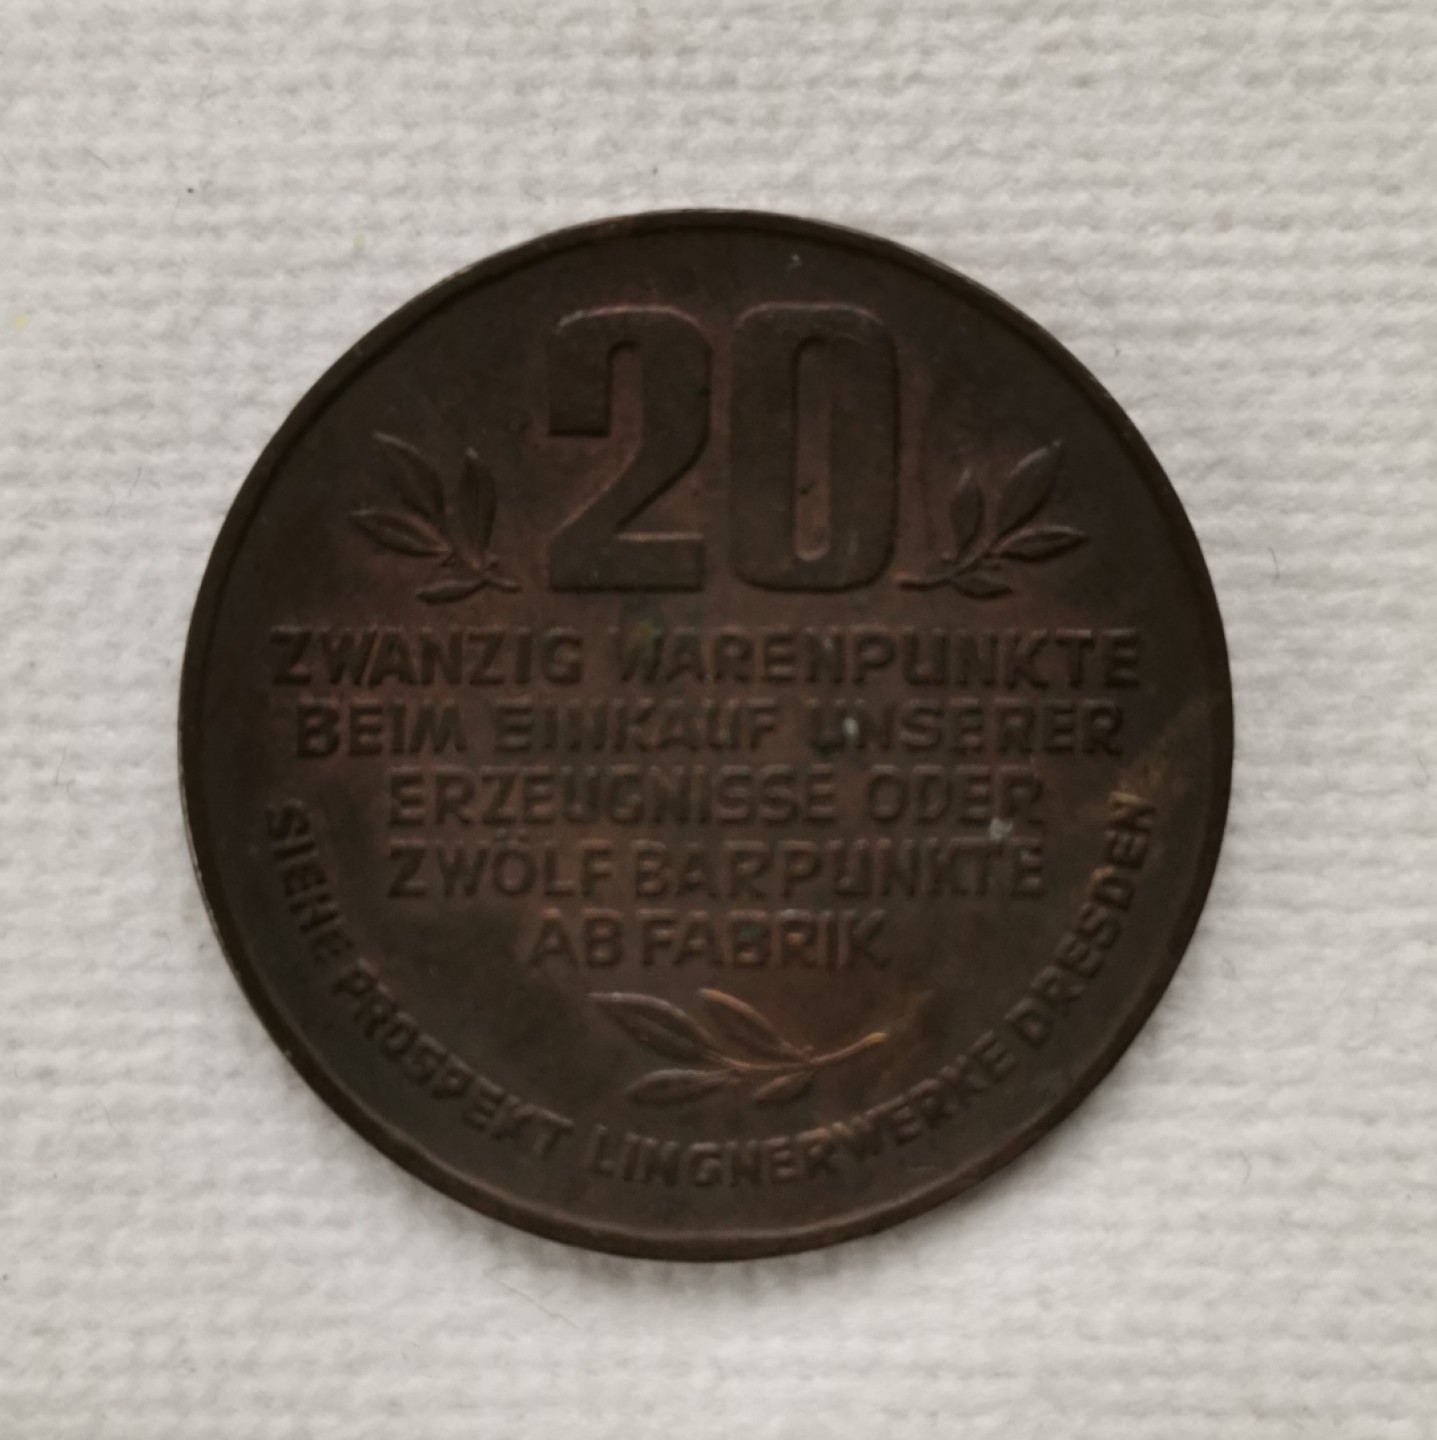 20
ZWANZIG WARENPUNKTE
BEIM EINKAUF UNSERER
ERZEUGNISSE ODER
ZWÖLF BARPUNKTE
AB FABRIK
SIEHE PROSPEKT LINGNERWERKE DRESDEN